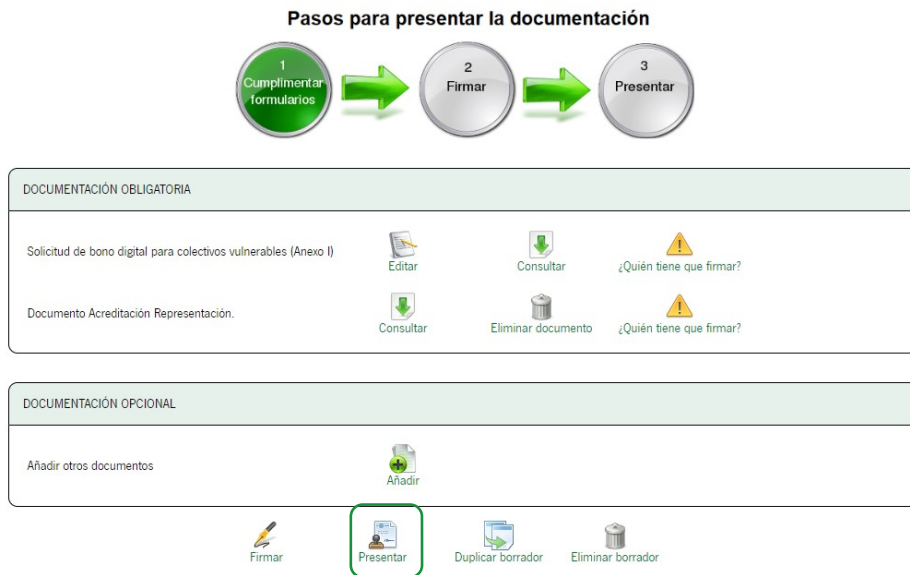 Pasos para presentar la documentación
1
Cumplimentar
formularios
2
Firmar
3
Presentar
DOCUMENTACIÓN OBLIGATORIA
Solicitud de bono digital para colectivos vulnerables (Anexo I)
Editar
Consultar
¿Quién tiene que firmar?
Documento Acreditación Representación.
Consultar
Eliminar documento
¿Quién tiene que firmar?
DOCUMENTACIÓN OPCIONAL
Añadir otros documentos
Añadir
Firmar
Presentar
Duplicar borrador
Eliminar borrador